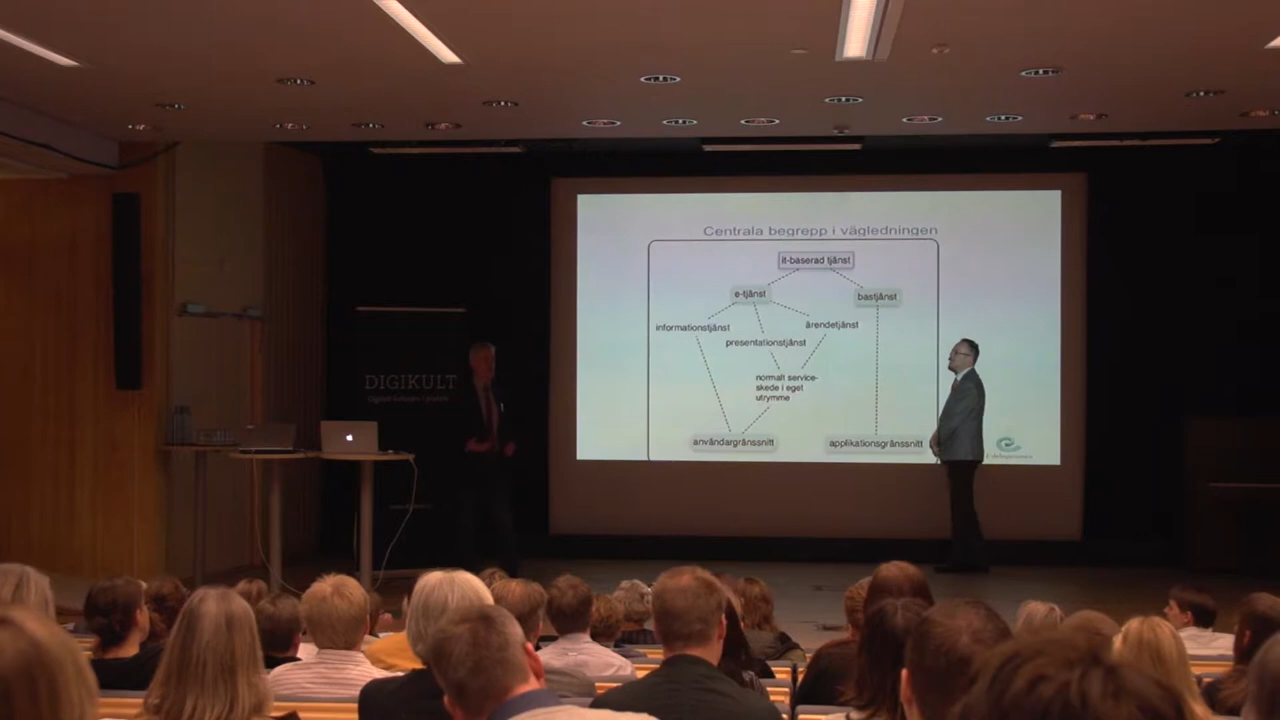 Centrala begrepp i vägledningen
it-baserad tjänst
e-tjänst
bastjänst
informationstjänst
ärendetjänst
presentationstjänst
normalt service-
skede i eget
utrymme
användargränssnitt
applikationsgränssnitt
DIGIKULT